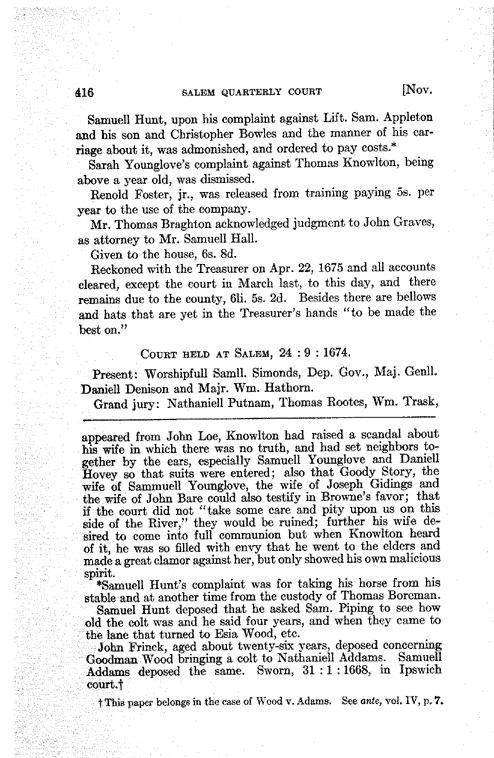 416 SALEM QUARTERLY COURT [Nov.
Samuell Hunt, upon his complaint against Lift. Sam. Appleton
and his son and Christopher Bowles and the manner of his car-
riage about it, was admonished, and ordered to pay costs.*
Sarah Younglove's complaint against Thomas Knowlton, being
above a year old, was dismissed.
Renold Foster, jr., was released from training paying 5s. per
year to the use of the company.
Mr. Thomas Braghton acknowledged judgment to John Graves,
as attorney to Mr. Samuell Hall.
Given to the house, 6s. 8d.
Reckoned with the Treasurer on Apr. 22, 1675 and all accounts
cleared, except the court in March last, to this day, and there
remains due to the county, 6li. 5s. 2d. Besides there are bellows
and hats that are yet in the Treasurer's hands "to be made the
best on."
COURT HELD AT SALEM, 24 : 9 : 1674.
Present: Worshipfull Samll. Simonds, Dep. Gov., Maj. Genll.
Daniell Denison and Majr. Wm. Hathorn.
Grand jury: Nathaniell Putnam, Thomas Rootes, Wm. Trask,
appeared from John Loe, Knowlton had raised a scandal about
his wife in which there was no truth, and had set neighbors to-
gether by the ears, especially Samuell Younglove and Daniell
Hovey so that suits were entered; also that Goody Story, the
wife of Sammuell Younglove, the wife of Joseph Gidings and
the wife of John Bare could also testify in Browne's favor; that
if the court did not "take some care and pity upon us on this
side of the River," they would be ruined; further his wife de-
sired to come into full communion but when Knowlton heard
of it, he was so filled with envy that he went to the elders and
made a great clamor against her, but only showed his own malicious
spirit.
*Samuell Hunt's complaint was for taking his horse from his
stable and at another time from the custody of Thomas Boreman.
Samuel Hunt deposed that he asked Sam. Piping to see how
old the colt was and he said four years, and when they came to
the lane that turned to Esia Wood, etc.
John Frinck, aged about twenty-six years, deposed concerning
Goodman Wood bringing a colt to Nathaniell Addams. Samuell
Addams deposed the same. Sworn, 31 : 1 : 1668, in Ipswich
court.†
† This paper belongs in the case of Wood v. Adams. See ante, vol. IV, p. 7.